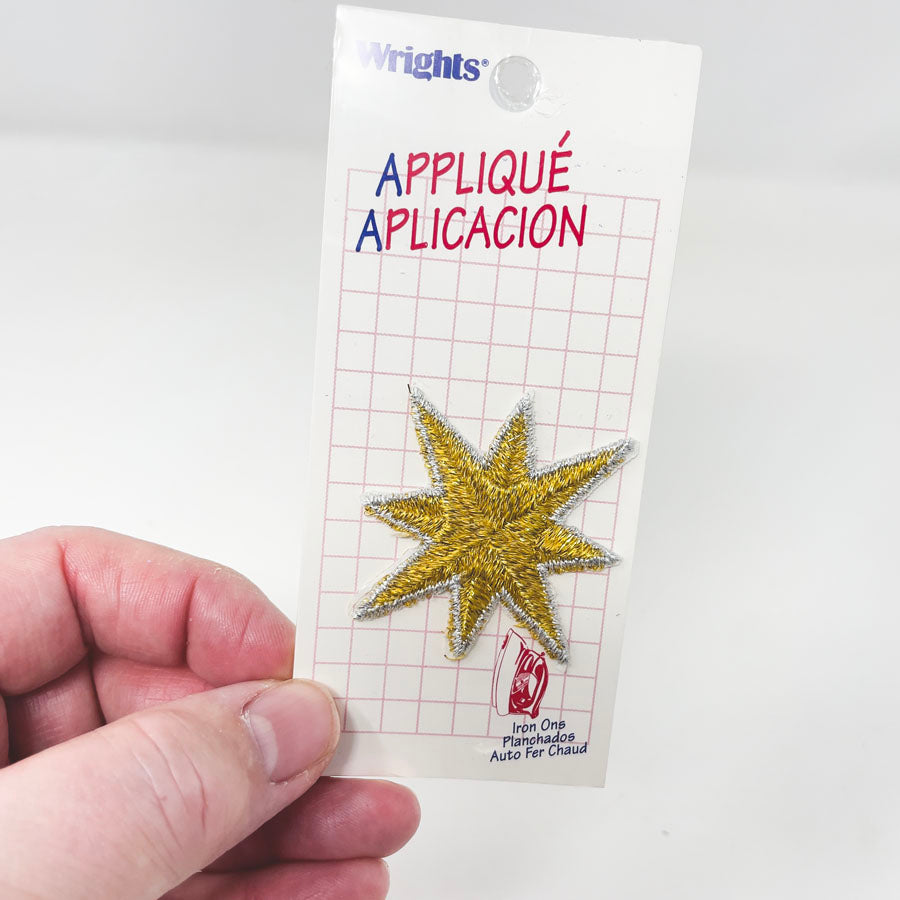 Wrights®
APPLIQUÉ
APLICACION
Iron Ons
Planchados
Auto Fer Chaud